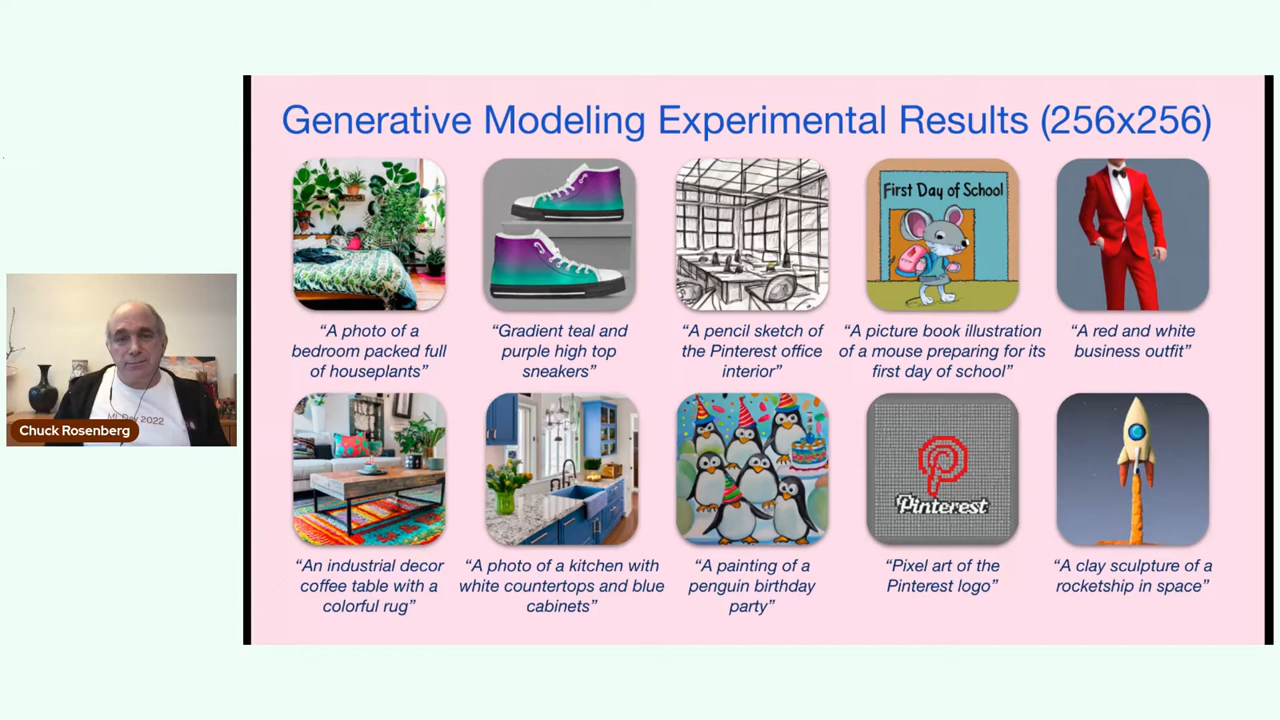 Generative Modeling Experimental Results (256x256)
First Day of School
“A photo of a
bedroom packed full
of houseplants”
“Gradient teal and
purple high top
sneakers”
“A pencil sketch of
the Pinterest office
interior”
“A picture book illustration
of a mouse preparing for its
first day of school”
“A red and white
business outfit”
ML Day 2022
Chuck Rosenberg
Pinterest
“An industrial decor
coffee table with a
colorful rug”
“A photo of a kitchen with
white countertops and blue
cabinets”
“A painting of a
penguin birthday
party”
“Pixel art of the
Pinterest logo”
“A clay sculpture of a
rocketship in space”